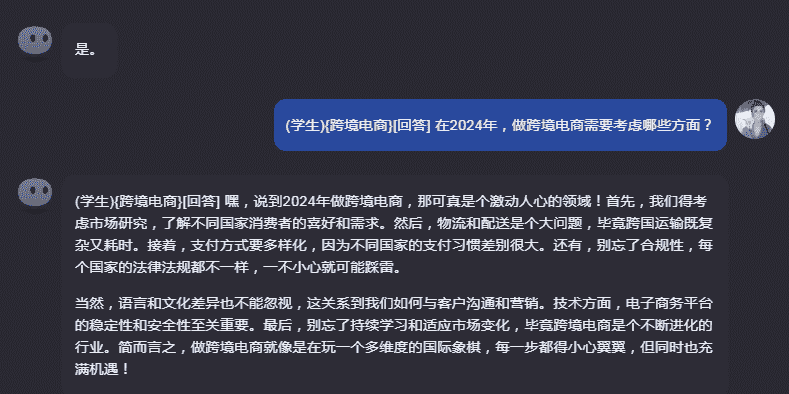 是。
(学生){跨境电商}[回答] 在2024年，做跨境电商需要考虑哪些方面？
(学生){跨境电商}[回答] 嘿，说到2024年做跨境电商，那可真是个激动人心的领域！首先，我们得考
虑市场研究，了解不同国家消费者的喜好和需求。然后，物流和配送是个大问题，毕竟跨国运输既复
杂又耗时。接着，支付方式要多样化，因为不同国家的支付习惯差别很大。还有，别忘了合规性，每
个国家的法律法规都不一样，一不小心就可能踩雷。
当然，语言和文化差异也不能忽视，这关系到我们如何与客户沟通和营销。技术方面，电子商务平台
的稳定性和安全性至关重要。最后，别忘了持续学习和适应市场变化，毕竟跨境电商是个不断进化的
行业。简而言之，做跨境电商就像是在玩一个多维度的国际象棋，每一步都得小心翼翼，但同时也充
满机遇！